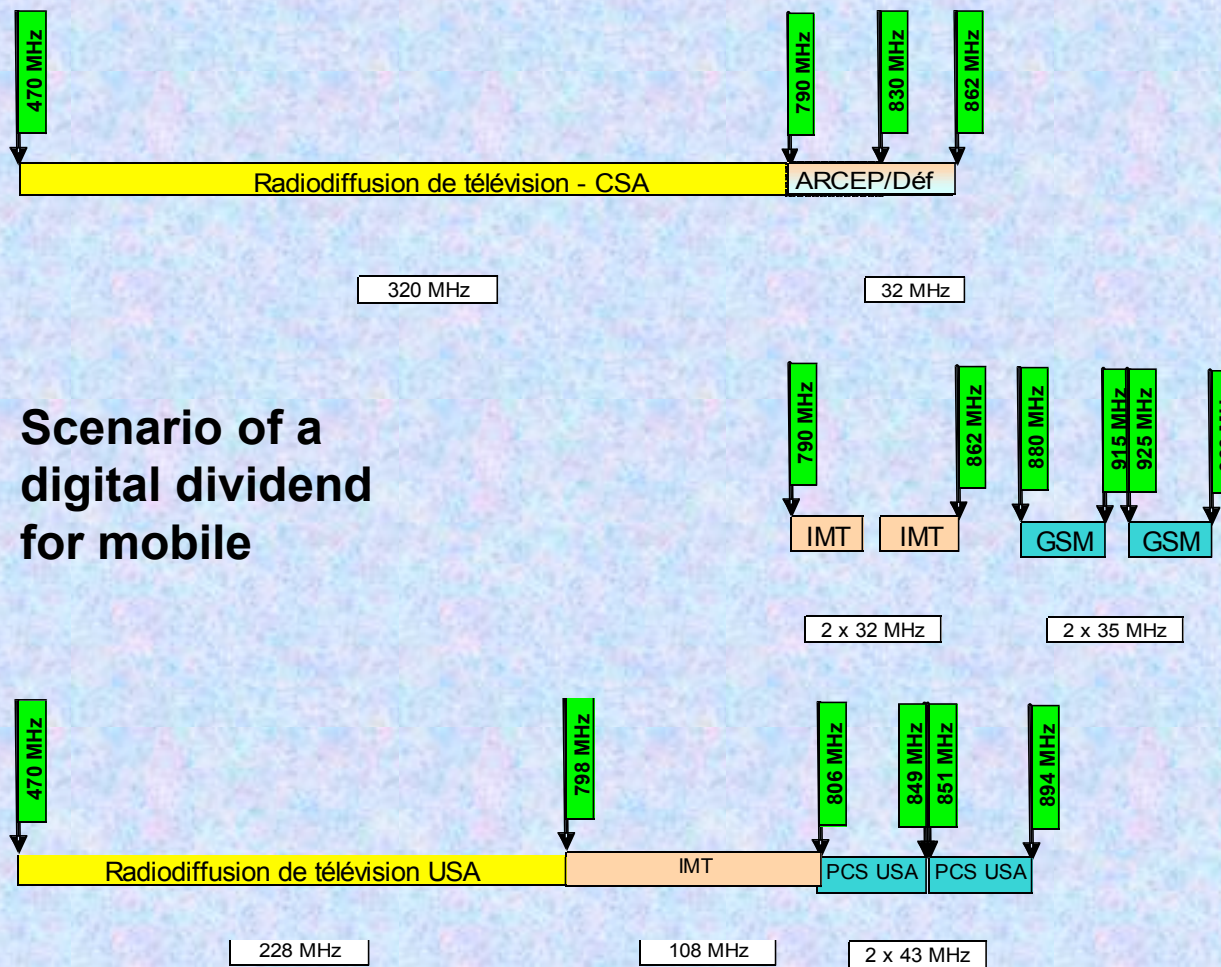 470 MHz
790 MHz
830 MHz
862 MHz
Radiodiffusion de télévision - CSA
ARCEP/Déf
320 MHz
32 MHz
Scenario of a
digital dividend
for mobile
790 MHz
862 MHz
880 MHz
915 MHz
925 MHz
IMT
IMT
GSM
GSM
2 x 32 MHz
2 x 35 MHz
470 MHz
798 MHz
806 MHz
849 MHz
851 MHz
894 MHz
Radiodiffusion de télévision USA
IMT
PCS USA
PCS USA
228 MHz
108 MHz
2 x 43 MHz